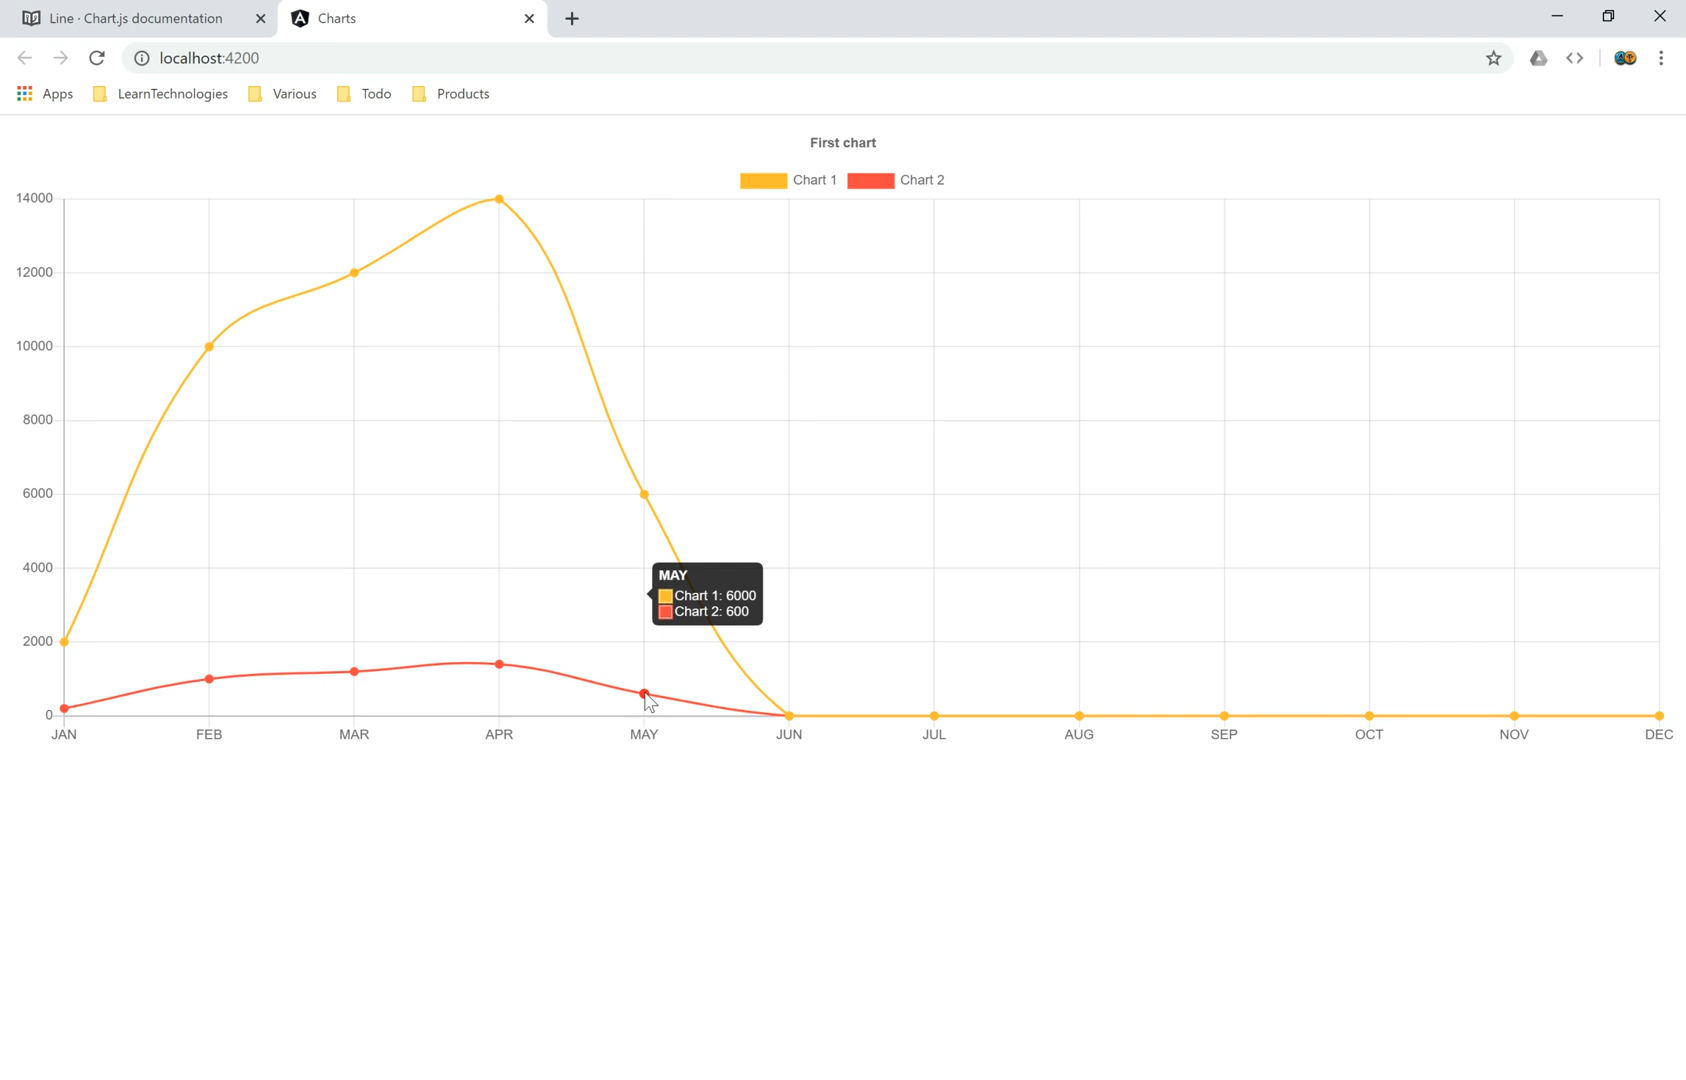 Line · Chart.js documentation
Charts
localhost:4200
Apps
LearnTechnologies
Various
Todo
Products
First chart
Chart 1
Chart 2
14000
12000
10000
8000
6000
4000
2000
0
MAY
Chart 1: 6000
Chart 2: 600
JAN
FEB
MAR
APR
MAY
JUN
JUL
AUG
SEP
OCT
NOV
DEC